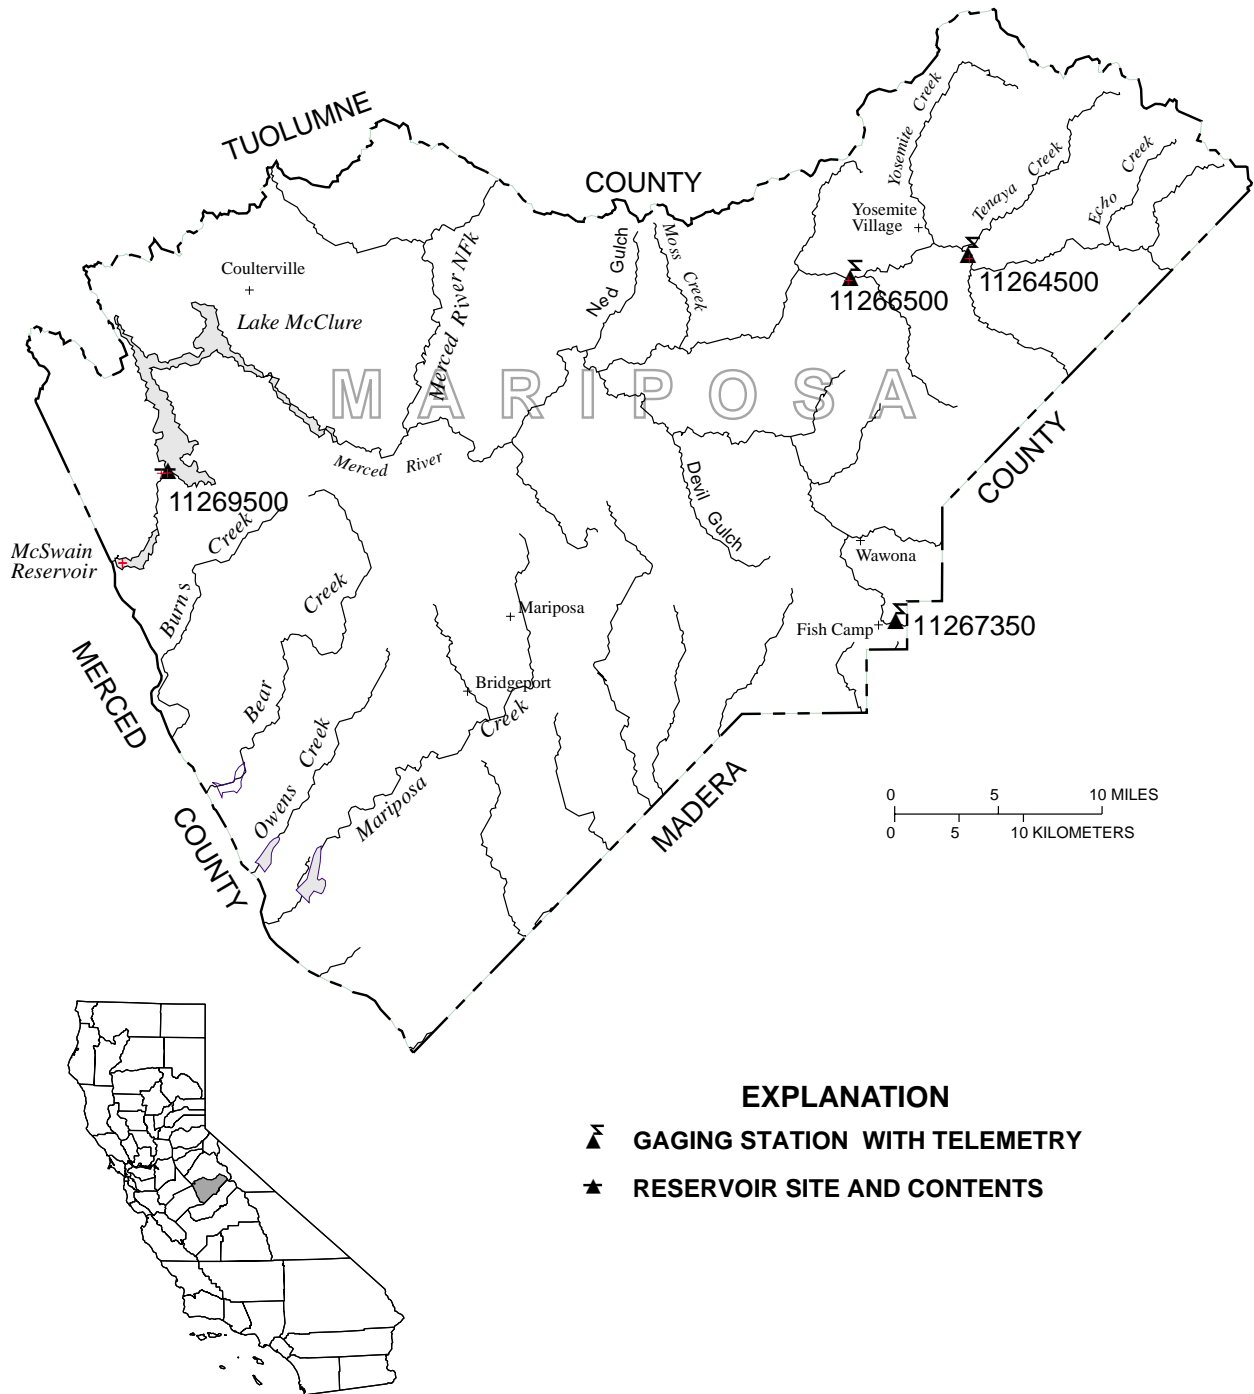 TUOLUMNE
COUNTY
Yosemite Creek
Tenaya Creek
Echo Creek
Yosemite
Village
Ned Gulch
Moss Creek
Merced River NFk
Coulterville
Lake McClure
11266500
11264500
MARIPOSA
Merced River
COUNTY
11269500
Devil Gulch
McSwain
Reservoir
Burn's Creek
Creek
Wawona
Mariposa
Fish Camp
11267350
Bear
Bridgeport
Creek
MERCED
Owens Creek
Mariposa
COUNTY
MADERA
0 5 10 MILES
0 5 10 KILOMETERS
EXPLANATION
GAGING STATION WITH TELEMETRY
RESERVOIR SITE AND CONTENTS